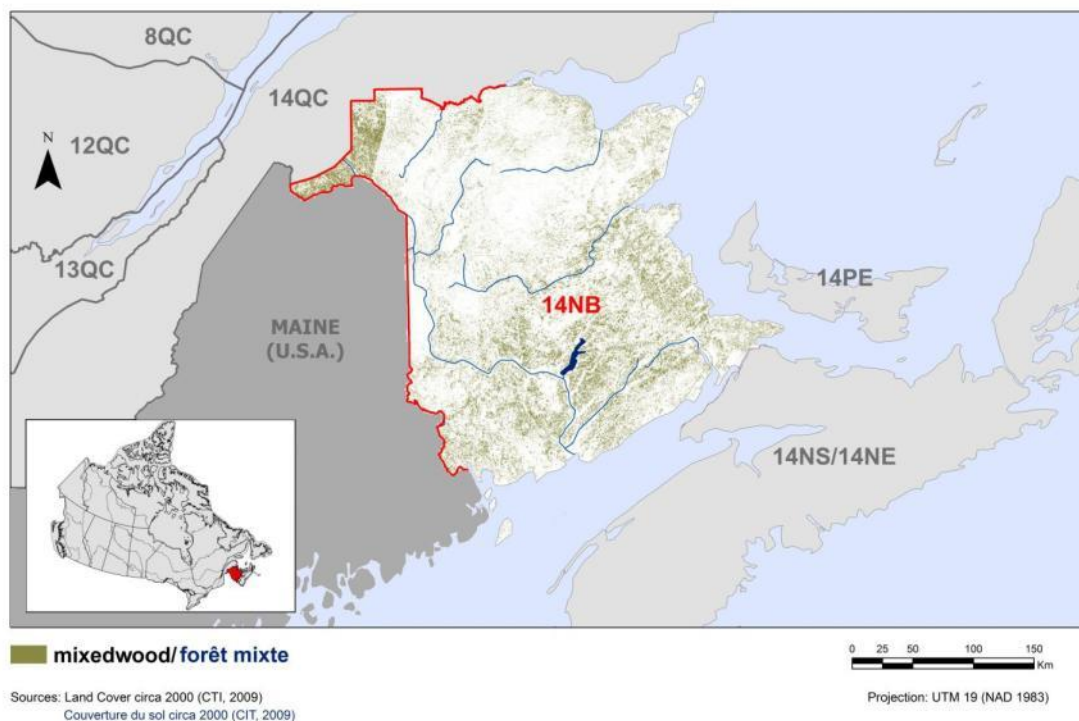 8QC
14QC
12QC
N
13QC
MAINE
(U.S.A.)
14NB
14PE
14NS/14NE
mixedwood/forêt mixte
0 25 50 100 150
Km
Sources: Land Cover circa 2000 (CTI, 2009)
Couverture du sol circa 2000 (CIT, 2009)
Projection: UTM 19 (NAD 1983)